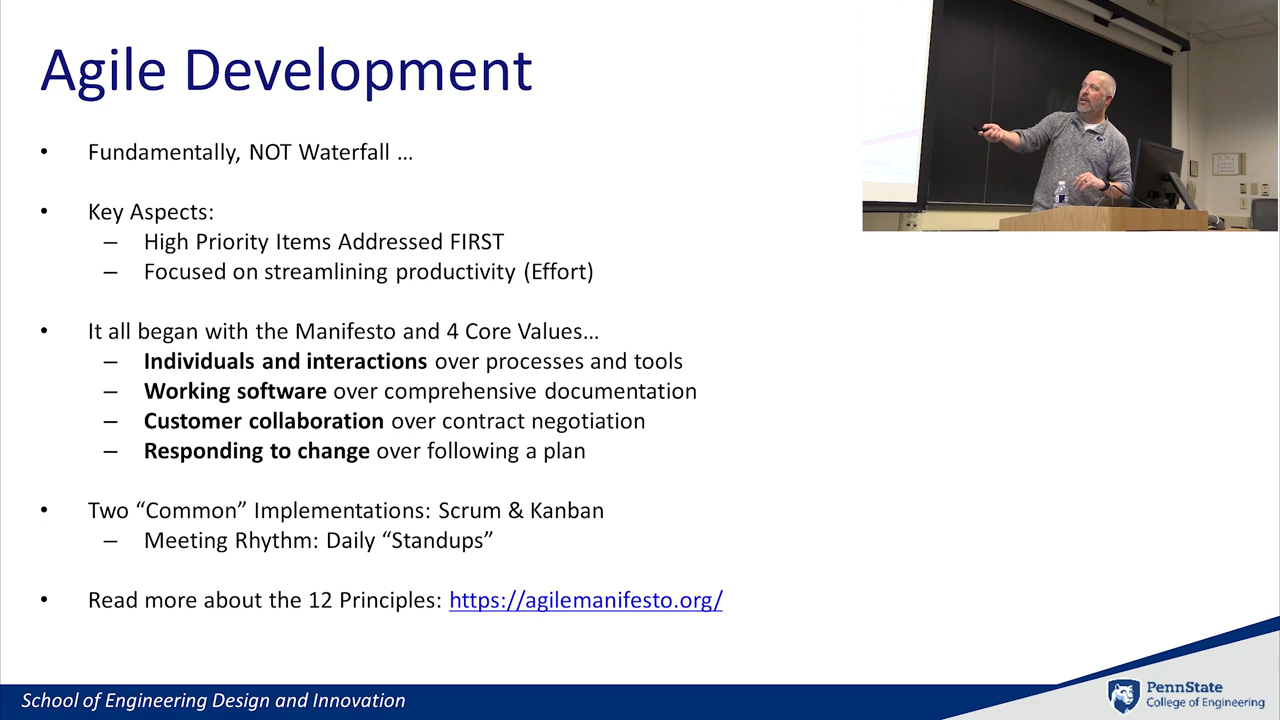 Agile Development
• Fundamentally, NOT Waterfall …
• Key Aspects:
– High Priority Items Addressed FIRST
– Focused on streamlining productivity (Effort)
• It all began with the Manifesto and 4 Core Values…
– Individuals and interactions over processes and tools
– Working software over comprehensive documentation
– Customer collaboration over contract negotiation
– Responding to change over following a plan
• Two “Common” Implementations: Scrum & Kanban
– Meeting Rhythm: Daily “Standups”
• Read more about the 12 Principles: https://agilemanifesto.org/
School of Engineering Design and Innovation
PennState
College of Engineering